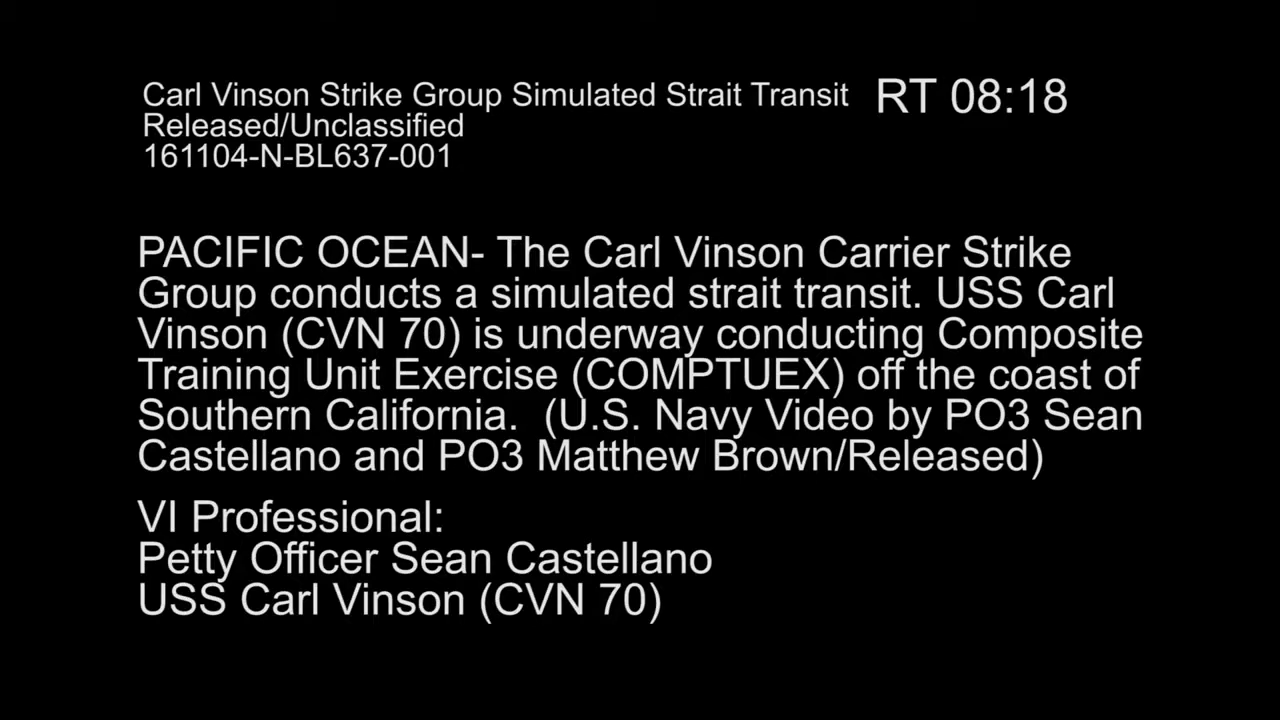 Carl Vinson Strike Group Simulated Strait Transit RT 08:18
Released/Unclassified
161104-N-BL637-001
PACIFIC OCEAN- The Carl Vinson Carrier Strike
Group conducts a simulated strait transit. USS Carl
Vinson (CVN 70) is underway conducting Composite
Training Unit Exercise (COMPTUEX) off the coast of
Southern California.  (U.S. Navy Video by PO3 Sean
Castellano and PO3 Matthew Brown/Released)
VI Professional:
Petty Officer Sean Castellano
USS Carl Vinson (CVN 70)